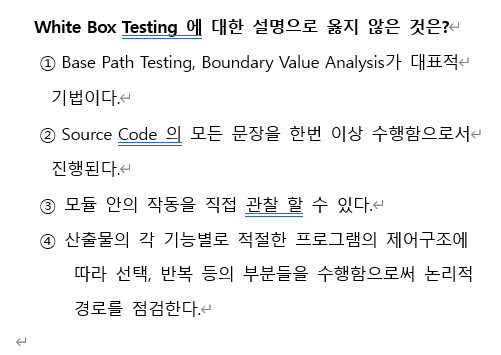 White Box Testing 에 대한 설명으로 옳지 않은 것은?↵
① Base Path Testing, Boundary Value Analysis가 대표적↵
기법이다.↵
② Source Code 의 모든 문장을 한번 이상 수행함으로서↵
진행된다.↵
③ 모듈 안의 작동을 직접 관찰 할 수 있다.↵
④ 산출물의 각 기능별로 적절한 프로그램의 제어구조에
따라 선택, 반복 등의 부분들을 수행함으로써 논리적
경로를 점검한다.↵
↵